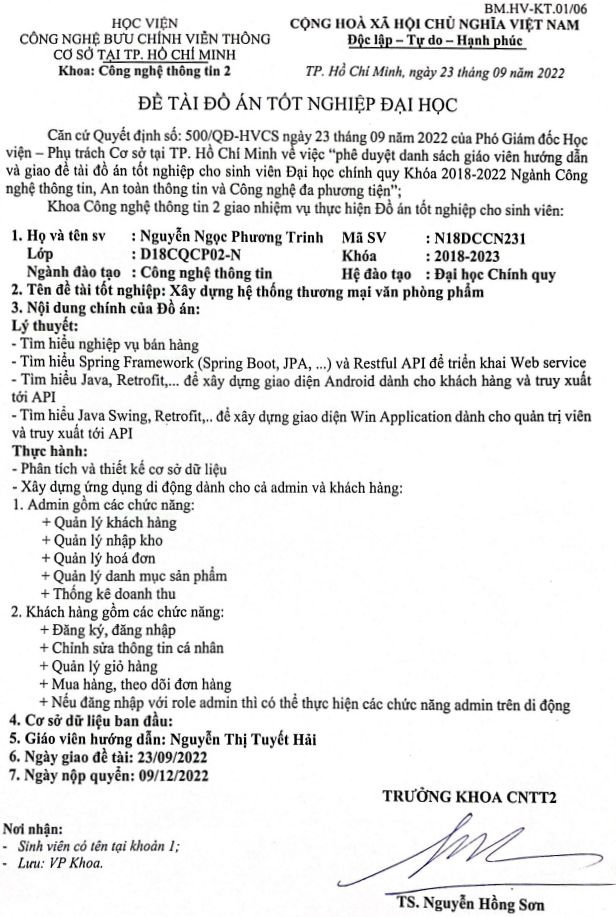 BM.HV-KT.01/06
HỌC VIỆN
CÔNG NGHỆ BƯU CHÍNH VIỄN THÔNG
CƠ SỞ TẠI TP. HỒ CHÍ MINH
Khoa: Công nghệ thông tin 2
CỘNG HOÀ XÃ HỘI CHỦ NGHĨA VIỆT NAM
Độc lập – Tự do – Hạnh phúc
TP. Hồ Chí Minh, ngày 23 tháng 09 năm 2022
ĐỀ TÀI ĐỒ ÁN TỐT NGHIỆP ĐẠI HỌC
Căn cứ Quyết định số: 500/QĐ-HVCS ngày 23 tháng 09 năm 2022 của Phó Giám đốc Học
viện – Phụ trách Cơ sở tại TP. Hồ Chí Minh về việc “phê duyệt danh sách giáo viên hướng dẫn
và giao đề tài đồ án tốt nghiệp cho sinh viên Đại học chính quy Khóa 2018-2022 Ngành Công
nghệ thông tin, An toàn thông tin và Công nghệ đa phương tiện”;
Khoa Công nghệ thông tin 2 giao nhiệm vụ thực hiện Đồ án tốt nghiệp cho sinh viên:
1. Họ và tên sv : Nguyễn Ngọc Phương Trinh Mã SV : N18DCCN231
Lớp : D18CQCP02-N Khóa : 2018-2023
Ngành đào tạo : Công nghệ thông tin Hệ đào tạo : Đại học Chính quy
2. Tên đề tài tốt nghiệp: Xây dựng hệ thống thương mại văn phòng phẩm
3. Nội dung chính của Đồ án:
Lý thuyết:
- Tìm hiểu nghiệp vụ bán hàng
- Tìm hiểu Spring Framework (Spring Boot, JPA, ...) và Restful API để triển khai Web service
- Tìm hiểu Java, Retrofit,... để xây dựng giao diện Android dành cho khách hàng và truy xuất
tới API
- Tìm hiểu Java Swing, Retrofit,.. để xây dựng giao diện Win Application dành cho quản trị viên
và truy xuất tới API
Thực hành:
- Phân tích và thiết kế cơ sở dữ liệu
- Xây dựng ứng dụng di động dành cho cả admin và khách hàng:
1. Admin gồm các chức năng:
+ Quản lý khách hàng
+ Quản lý nhập kho
+ Quản lý hoá đơn
+ Quản lý danh mục sản phẩm
+ Thống kê doanh thu
2. Khách hàng gồm các chức năng:
+ Đăng ký, đăng nhập
+ Chỉnh sửa thông tin cá nhân
+ Quản lý giỏ hàng
+ Mua hàng, theo dõi đơn hàng
+ Nếu đăng nhập với role admin thì có thể thực hiện các chức năng admin trên di động
4. Cơ sở dữ liệu ban đầu:
5. Giáo viên hướng dẫn: Nguyễn Thị Tuyết Hải
6. Ngày giao đề tài: 23/09/2022
7. Ngày nộp quyển: 09/12/2022
TRƯỞNG KHOA CNTT2
Nơi nhận:
- Sinh viên có tên tại khoản 1;
- Lưu: VP Khoa.
TS. Nguyễn Hồng Sơn